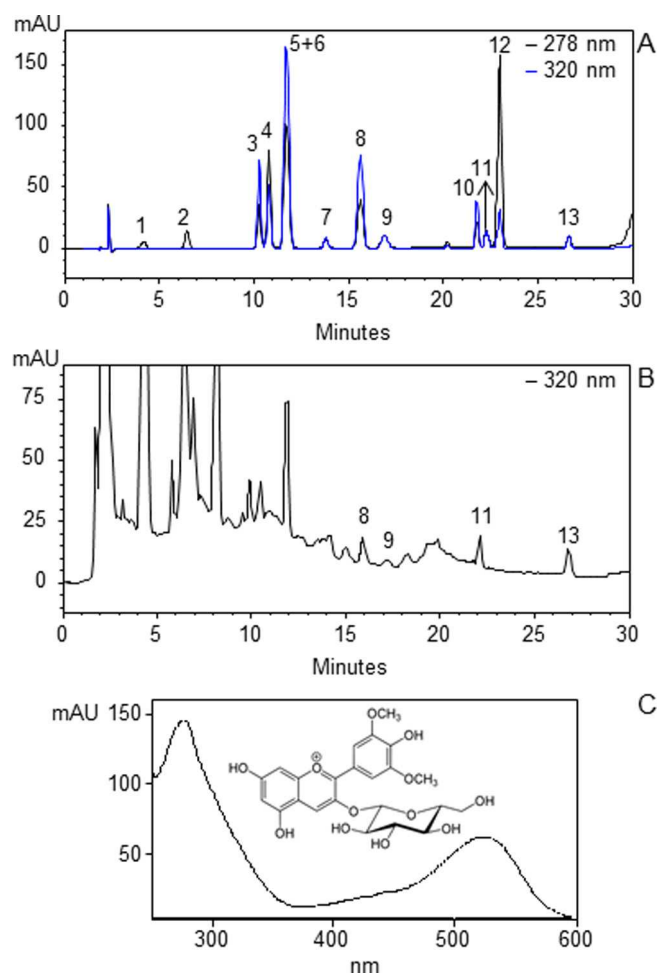 mAU
A
5+6
12
– 278 nm
– 320 nm
150
100
50
0
1
2
3
4
7
8
9
10
11
13
0 5 10 15 20 25 30
Minutes
mAU
B
– 320 nm
75
50
25
0
8
9
11
13
0 5 10 15 20 25 30
Minutes
C
mAU
150
100
50
OCH₃
OH
HO
O
⊕
OCH₃
OH
O
O
OH
HO
HO
OH
300 400 500 600
nm